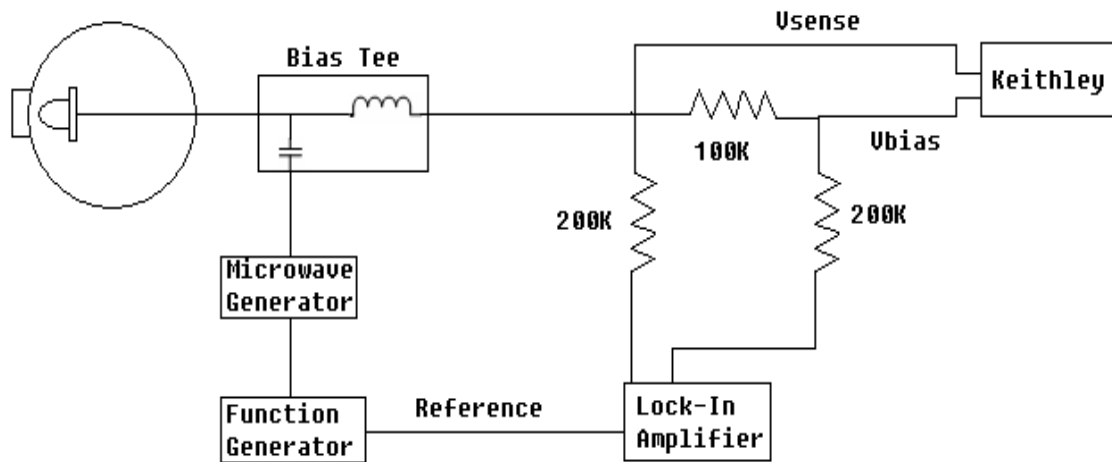 Vsense
Bias Tee
Keithley
100K
Vbias
200K
200K
Microwave
Generator
Function
Generator
Reference
Lock-In
Amplifier